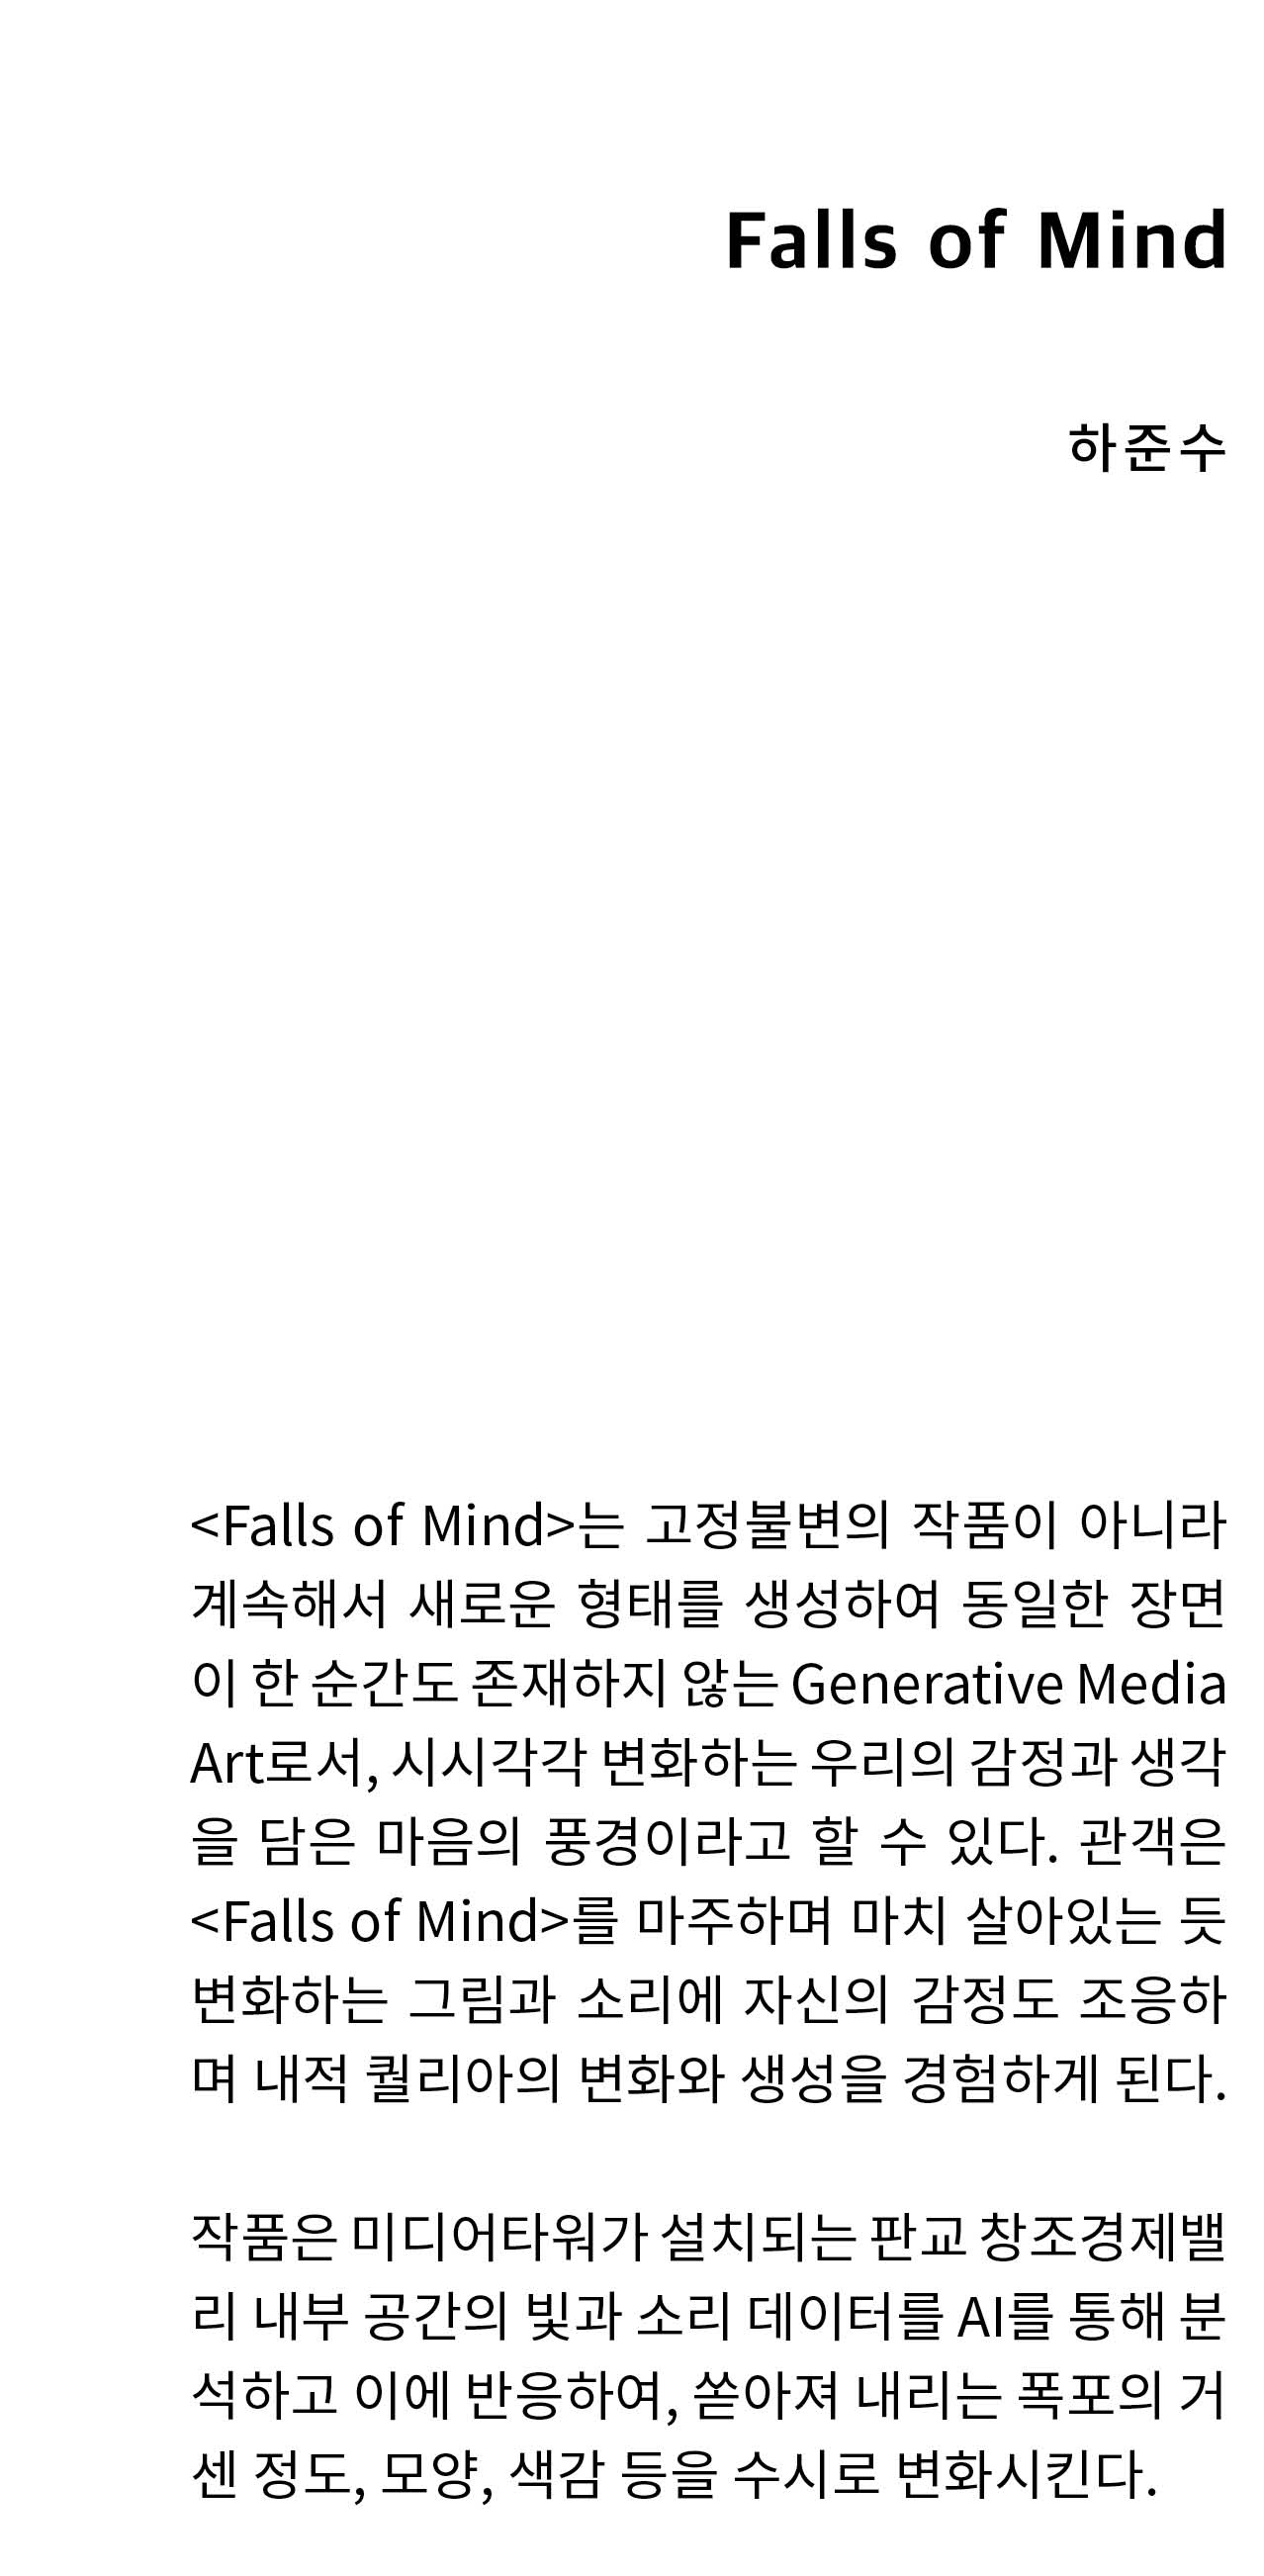 Falls of Mind
하준수
<Falls of Mind>는 고정불변의 작품이 아니라
계속해서 새로운 형태를 생성하여 동일한 장면
이 한 순간도 존재하지 않는 Generative Media
Art로서, 시시각각 변화하는 우리의 감정과 생각
을 담은 마음의 풍경이라고 할 수 있다. 관객은
<Falls of Mind>를 마주하며 마치 살아있는 듯
변화하는 그림과 소리에 자신의 감정도 조응하
며 내적 퀄리아의 변화와 생성을 경험하게 된다.
작품은 미디어타워가 설치되는 판교 창조경제밸
리 내부 공간의 빛과 소리 데이터를 AI를 통해 분
석하고 이에 반응하여, 쏟아져 내리는 폭포의 거
센 정도, 모양, 색감 등을 수시로 변화시킨다.